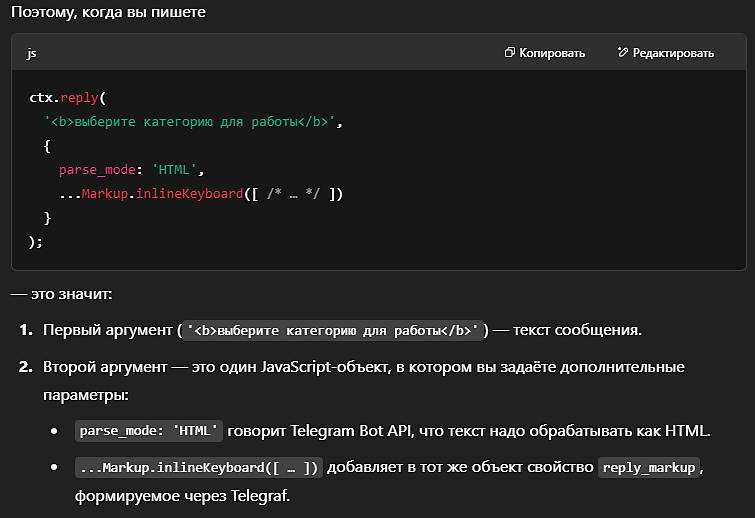 Поэтому, когда вы пишете
js
Копировать
Редактировать
ctx.reply(
'<b>выберите категорию для работы</b>',
{
parse_mode: 'HTML',
...Markup.inlineKeyboard([ /* … */ ])
}
);
— это значит:
1. Первый аргумент ('<b>выберите категорию для работы</b>') — текст сообщения.
2. Второй аргумент — это один JavaScript-объект, в котором вы задаёте дополнительные
параметры:
• parse_mode: 'HTML' говорит Telegram Bot API, что текст надо обрабатывать как HTML.
• ...Markup.inlineKeyboard([ … ]) добавляет в тот же объект свойство reply_markup,
формируемое через Telegraf.